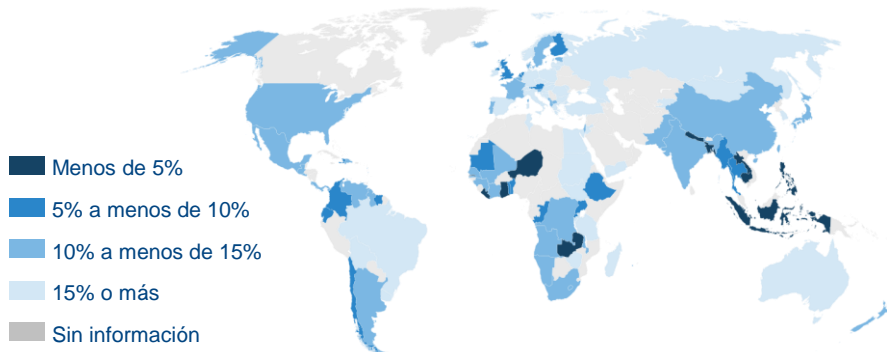 Menos de 5%
5% a menos de 10%
10% a menos de 15%
15% o más
Sin información